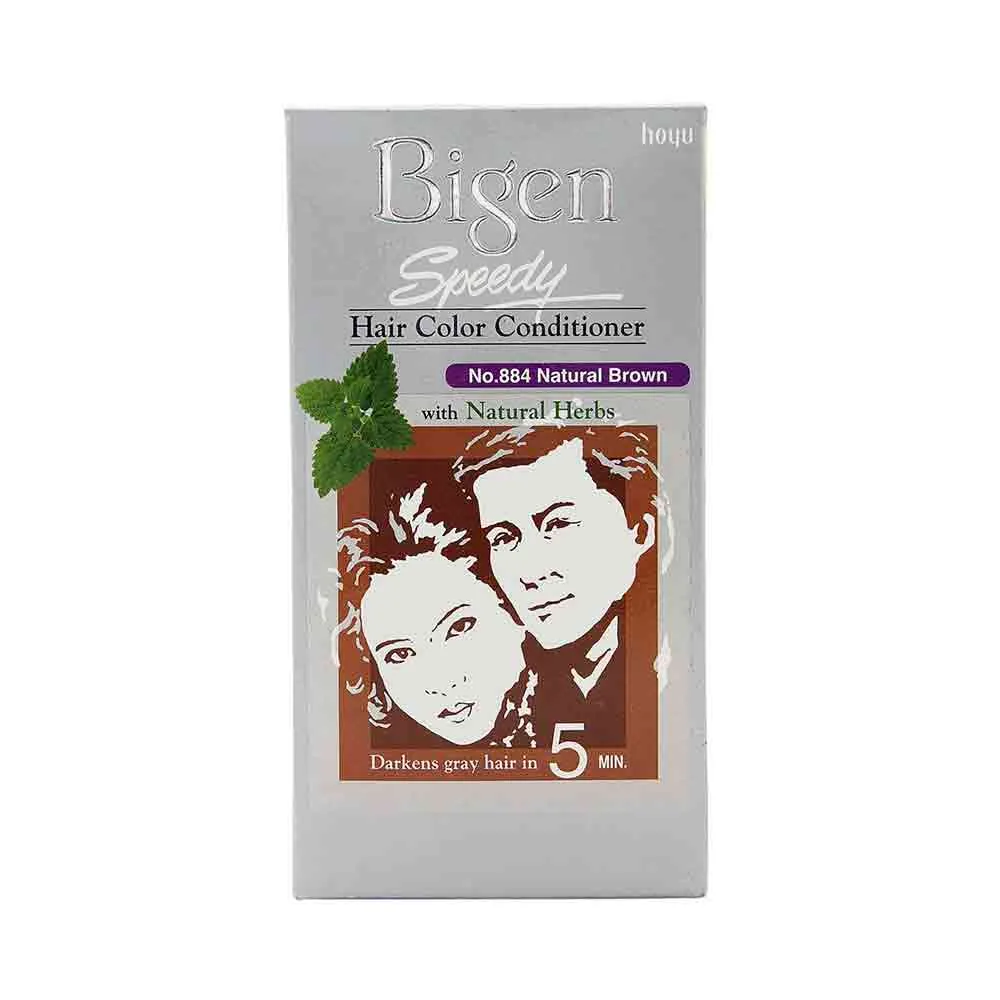 hoyu
Bigen
Speedy
Hair Color Conditioner
No.884 Natural Brown
with Natural Herbs
Darkens gray hair in 5 MIN.